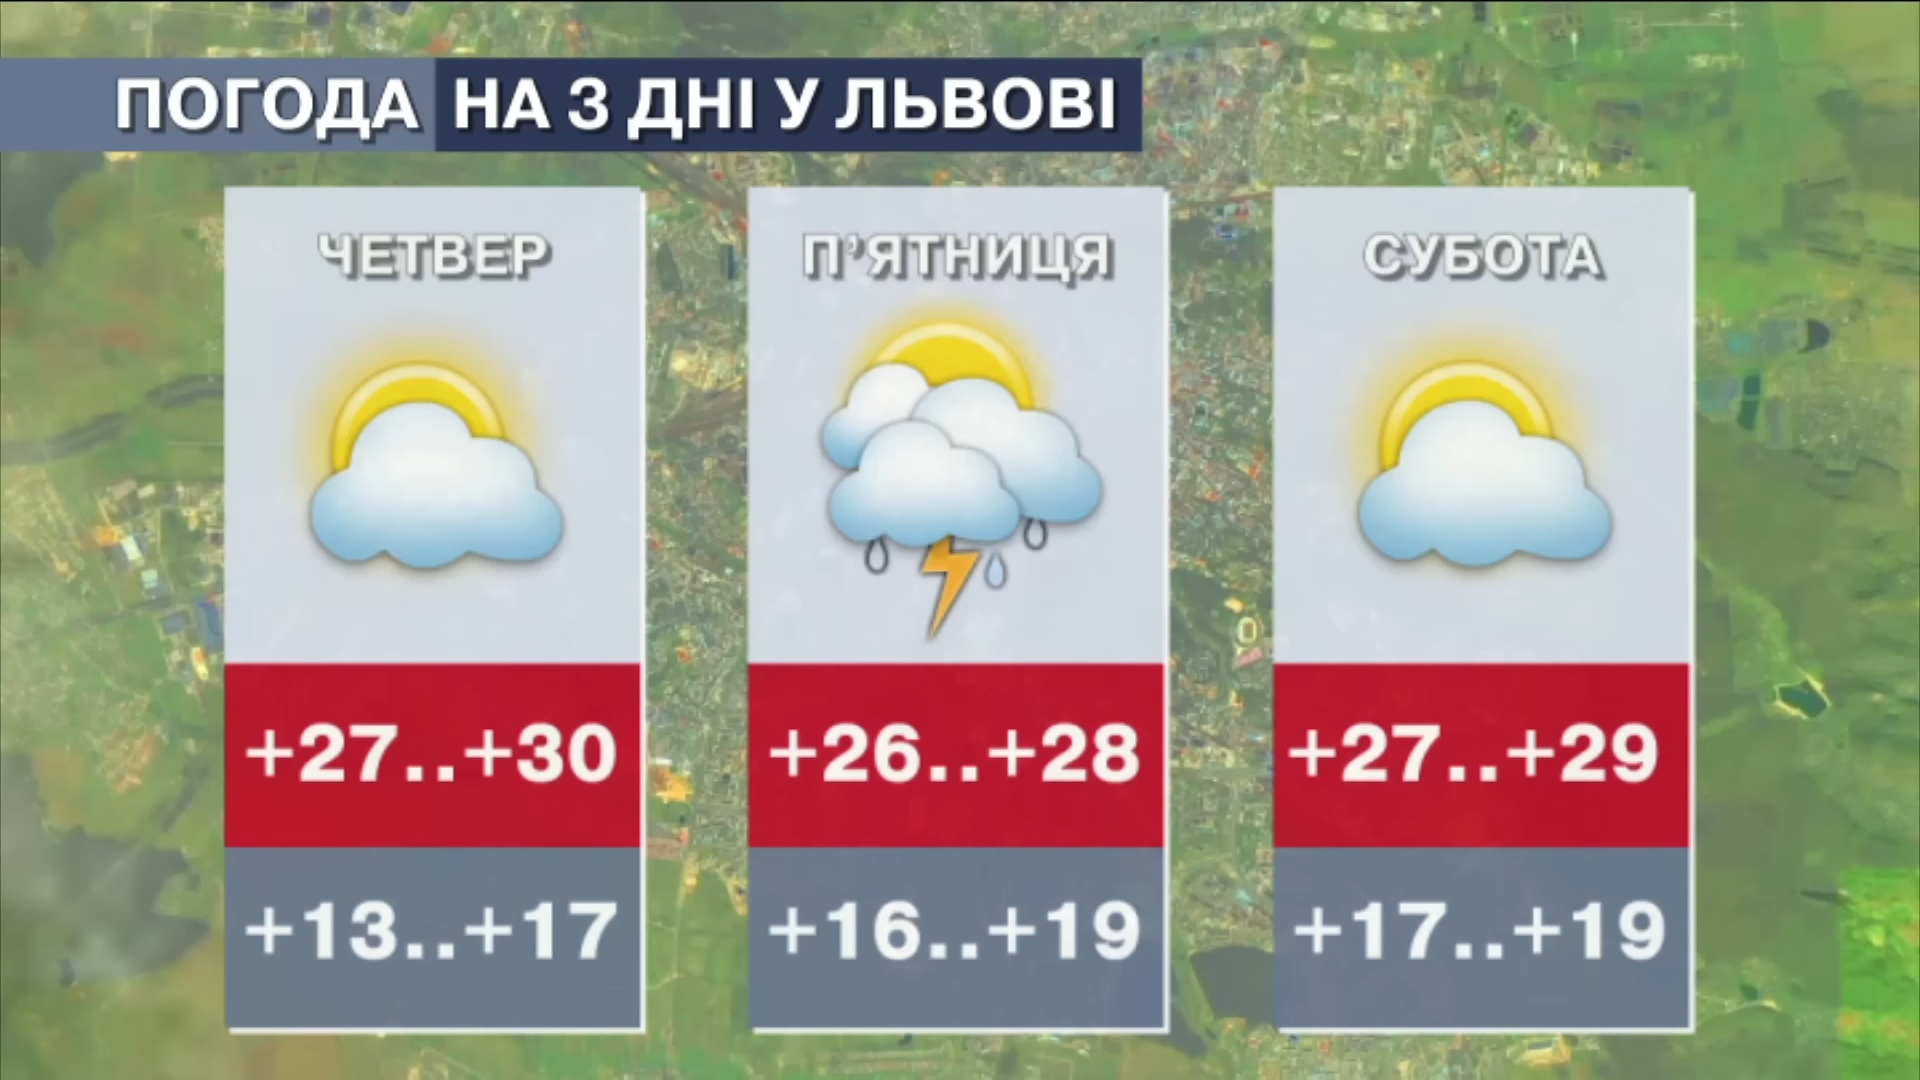 ПОГОДА НА 3 ДНІ У ЛЬВОВІ
ЧЕТВЕР
+27..+30
+13..+17
П’ЯТНИЦЯ
+26..+28
+16..+19
СУБОТА
+27..+29
+17..+19